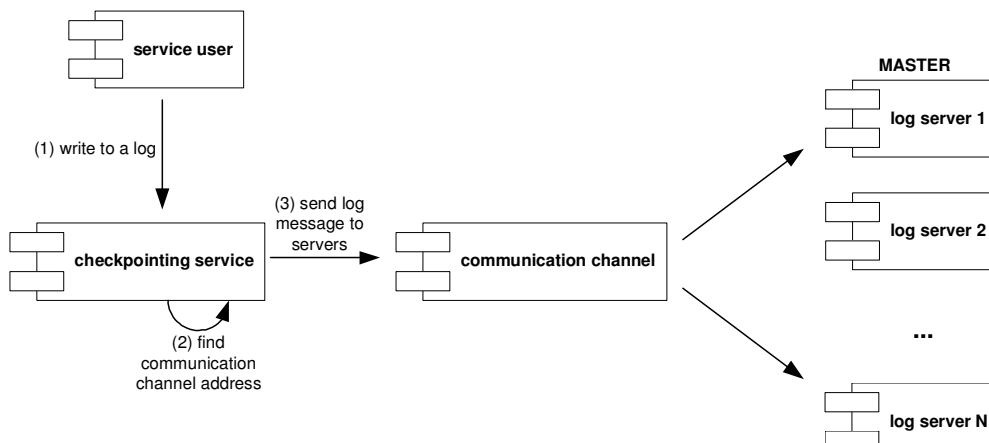 service user
(1) write to a log
checkpointing service
(2) find
communication
channel address
(3) send log
message to
servers
communication channel
MASTER
log server 1
log server 2
...
log server N